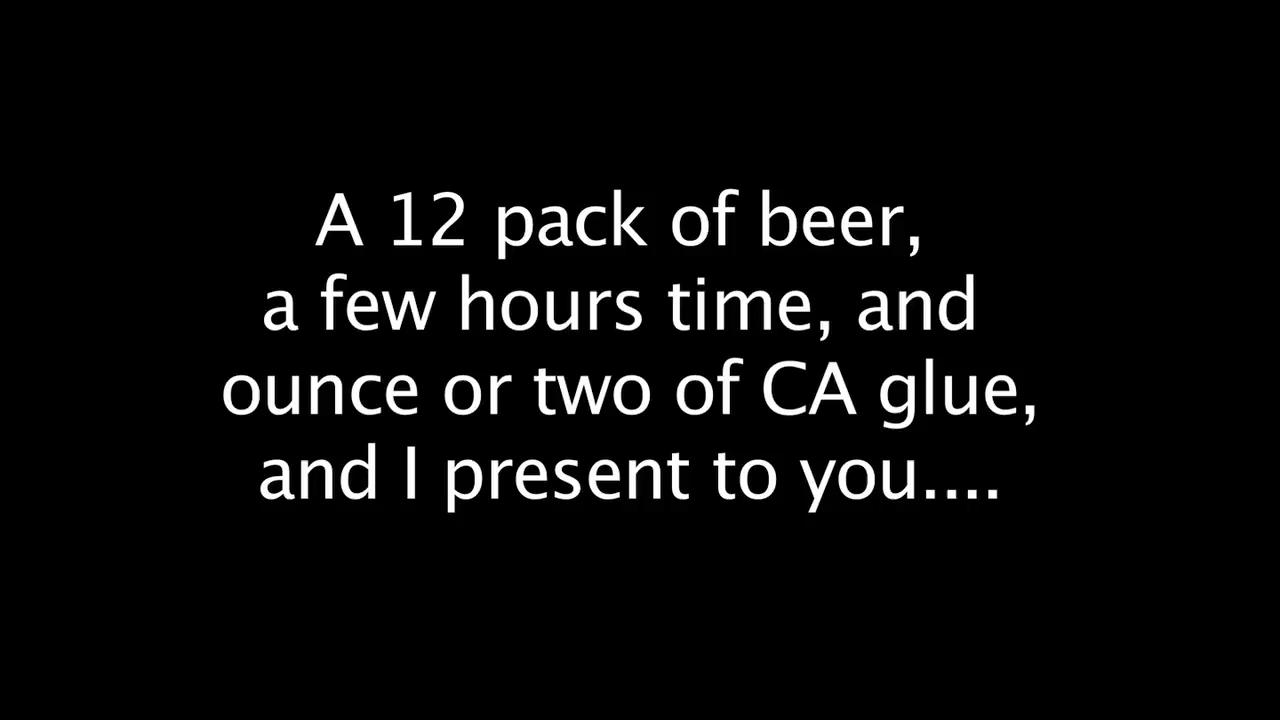 A 12 pack of beer,
a few hours time, and
ounce or two of CA glue,
and I present to you....